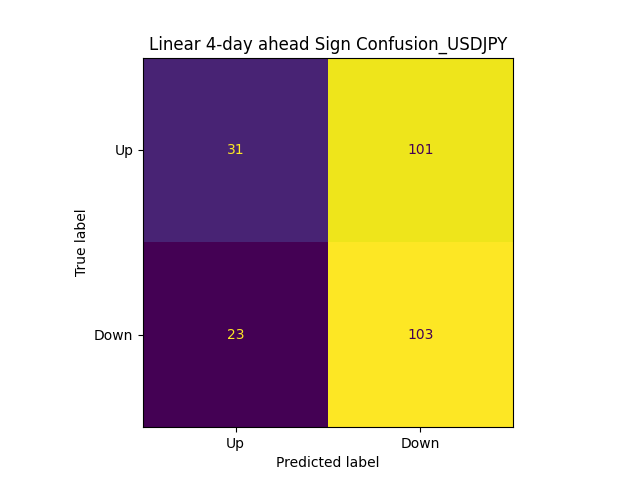 Linear 4-day ahead Sign Confusion_USDJPY
Up
31
101
True label
Down
23
103
Up
Down
Predicted label